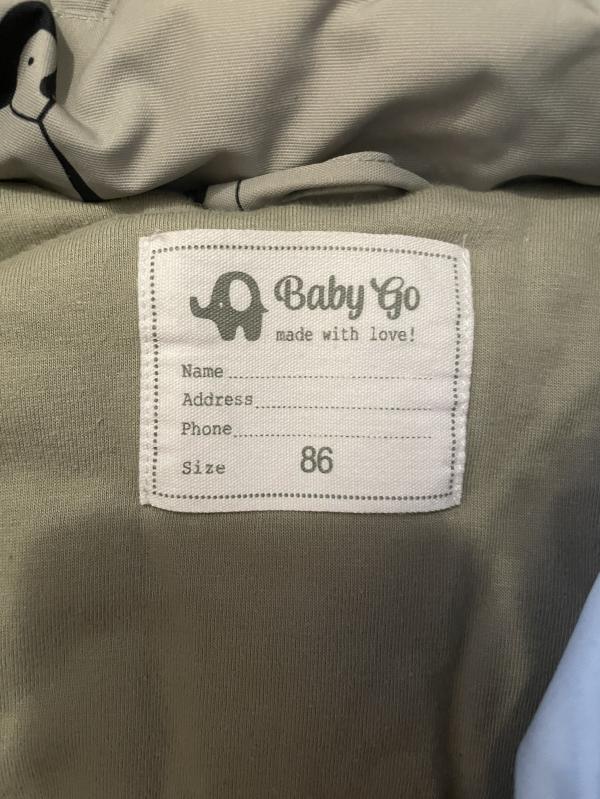 Baby Go
made with love!
Name
Address
Phone
Size 86